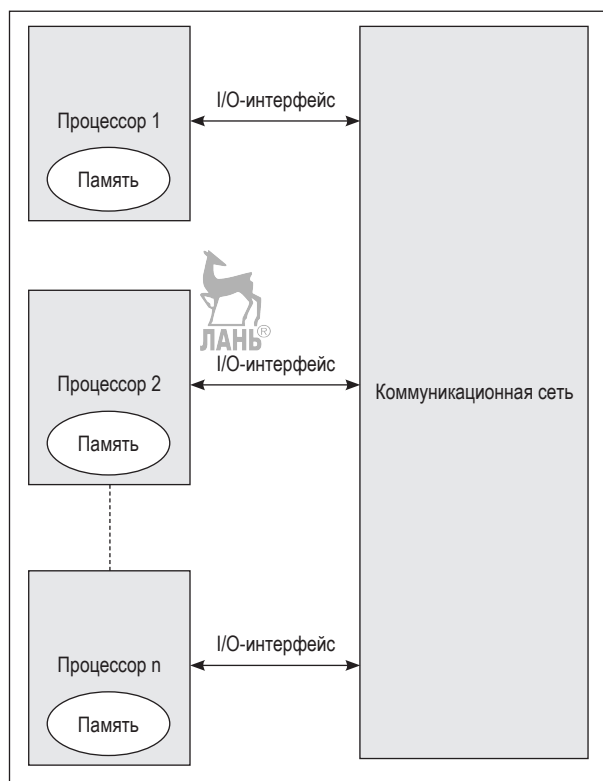 I/O-интерфейс
Процессор 1
Память
ЛАНЬ®
I/O-интерфейс
Процессор 2
Коммуникационная сеть
Память
I/O-интерфейс
Процессор n
Память